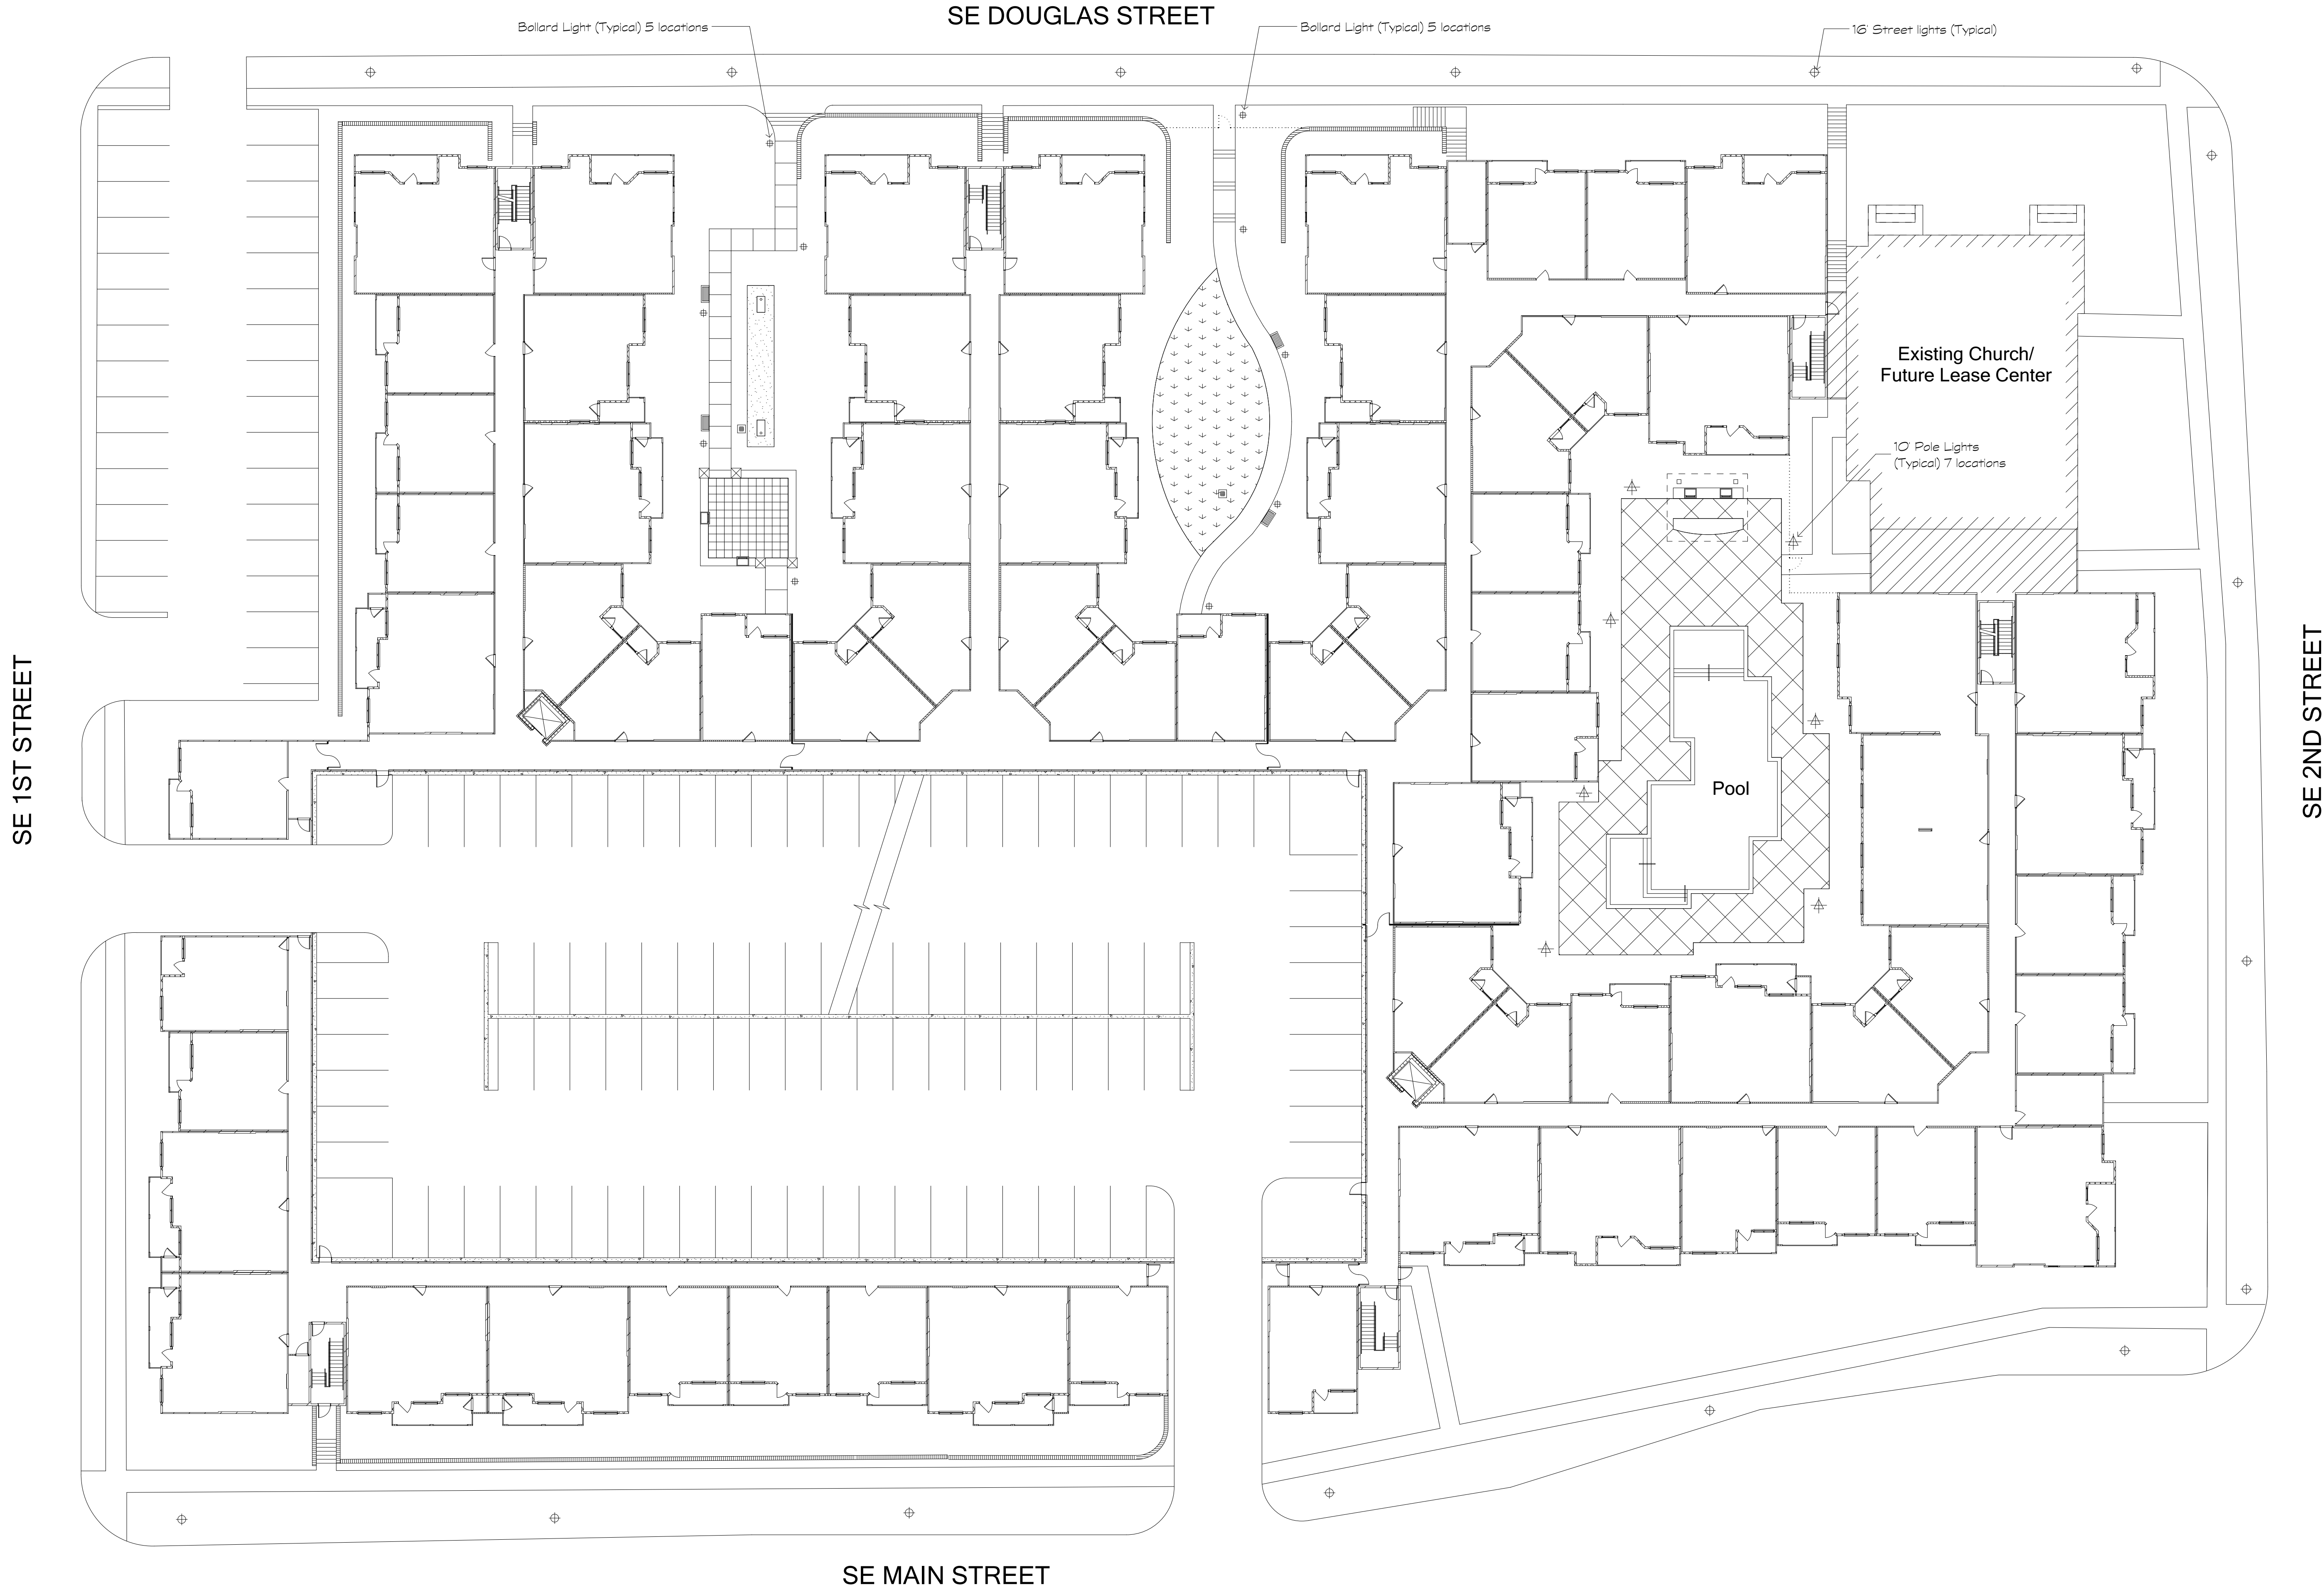 SE DOUGLAS STREET
Bollard Light (Typical) 5 locations
Bollard Light (Typical) 5 locations
16' Street lights (Typical)
Existing Church/
Future Lease Center
10' Pole Lights
(Typical) 7 locations
SE 1ST STREET
SE 2ND STREET
Pool
SE MAIN STREET